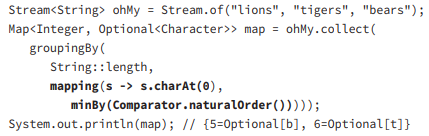 Stream<String> ohMy = Stream.of("lions", "tigers", "bears");
Map<Integer, Optional<Character>> map = ohMy.collect(
groupingBy(
String::length,
mapping(s -> s.charAt(0),
minBy(Comparator.naturalOrder()))));
System.out.println(map); // {5=Optional[b], 6=Optional[t]}